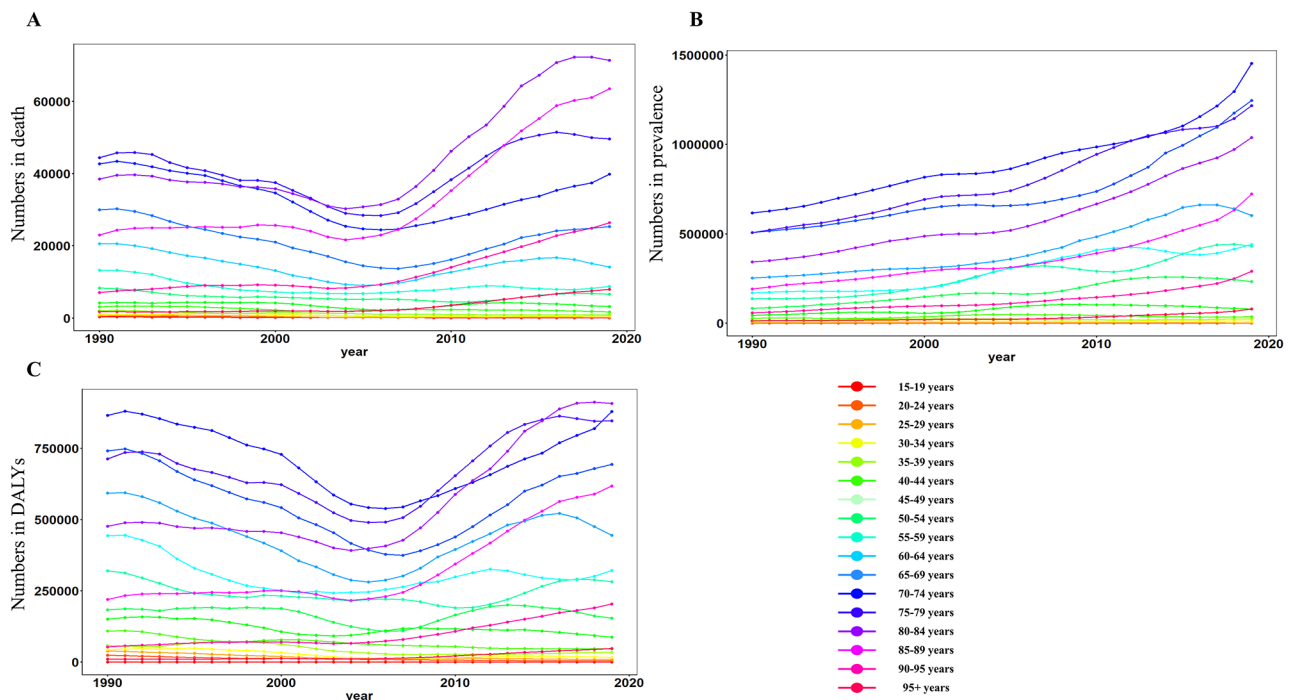 A
Numbers in death
60000
40000
20000
0
1990
2000
2010
2020
year
B
Numbers in prevalence
1500000
1000000
500000
0
1990
2000
2010
2020
year
C
Numbers in DALYs
750000
500000
250000
0
1990
2000
2010
2020
year
15-19 years
20-24 years
25-29 years
30-34 years
35-39 years
40-44 years
45-49 years
50-54 years
55-59 years
60-64 years
65-69 years
70-74 years
75-79 years
80-84 years
85-89 years
90-95 years
95+ years